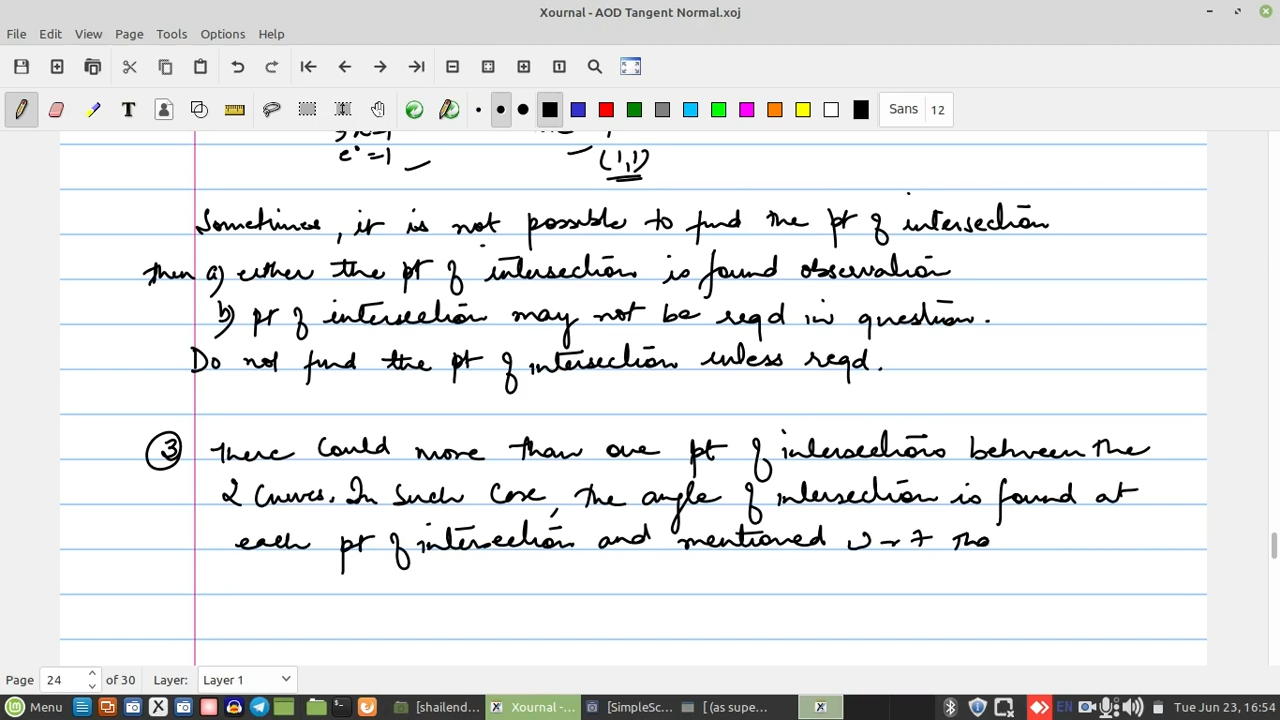 Xournal - AOD Tangent Normal.xoj
File Edit View Page Tools Options Help
Sans 12
e° =1
(1,1)
Sometimes, it is not possible to find the pt of intersection
then a) either the pt of intersection is found observation
b) pt of intersection may not be reqd in question.
Do not find the pt of intersection unless reqd.
3 There could more than one pt of intersections between the
2 curves. In such case, the angle of intersection is found at
each pt of intersection and mentioned w-r-t the
Page 24 of 30 Layer: Layer 1
Menu [shailend... Xournal -... [SimpleSc... [ (as supe... EN Tue Jun 23, 16:54